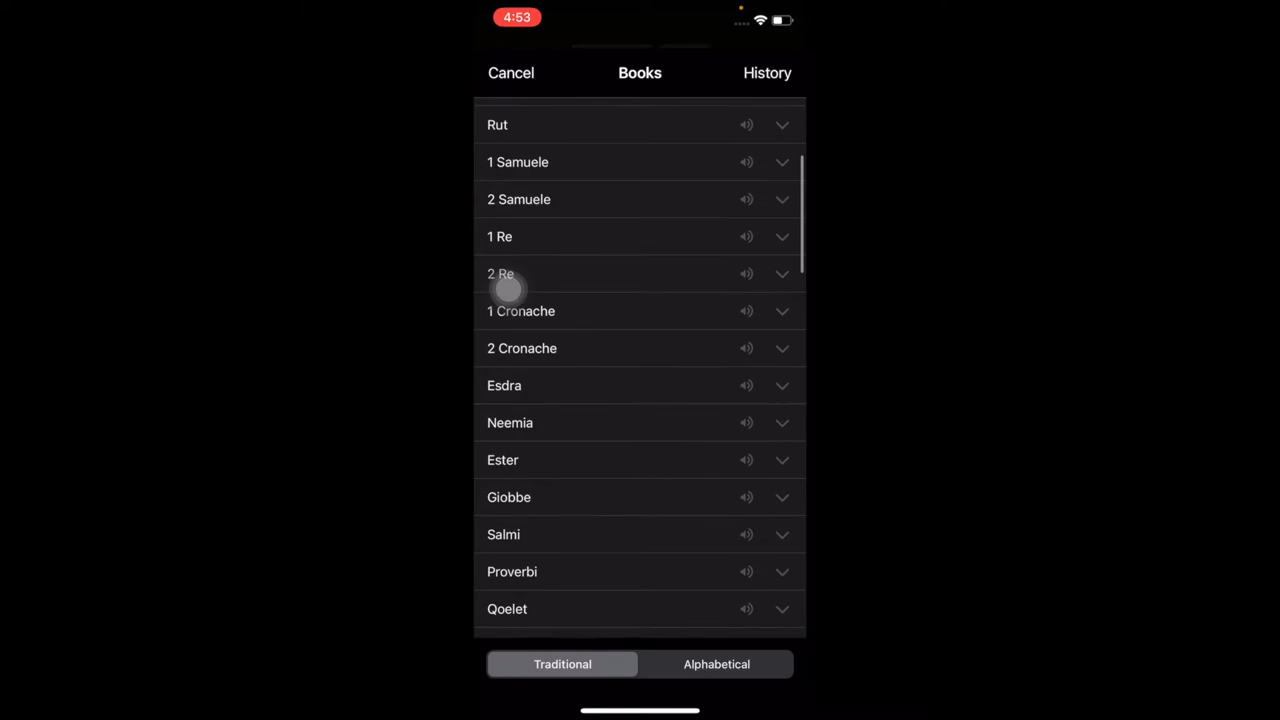 4:53
Cancel Books History
Rut
1 Samuele
2 Samuele
1 Re
2 Re
1 Cronache
2 Cronache
Esdra
Neemia
Ester
Giobbe
Salmi
Proverbi
Qoelet
Traditional Alphabetical